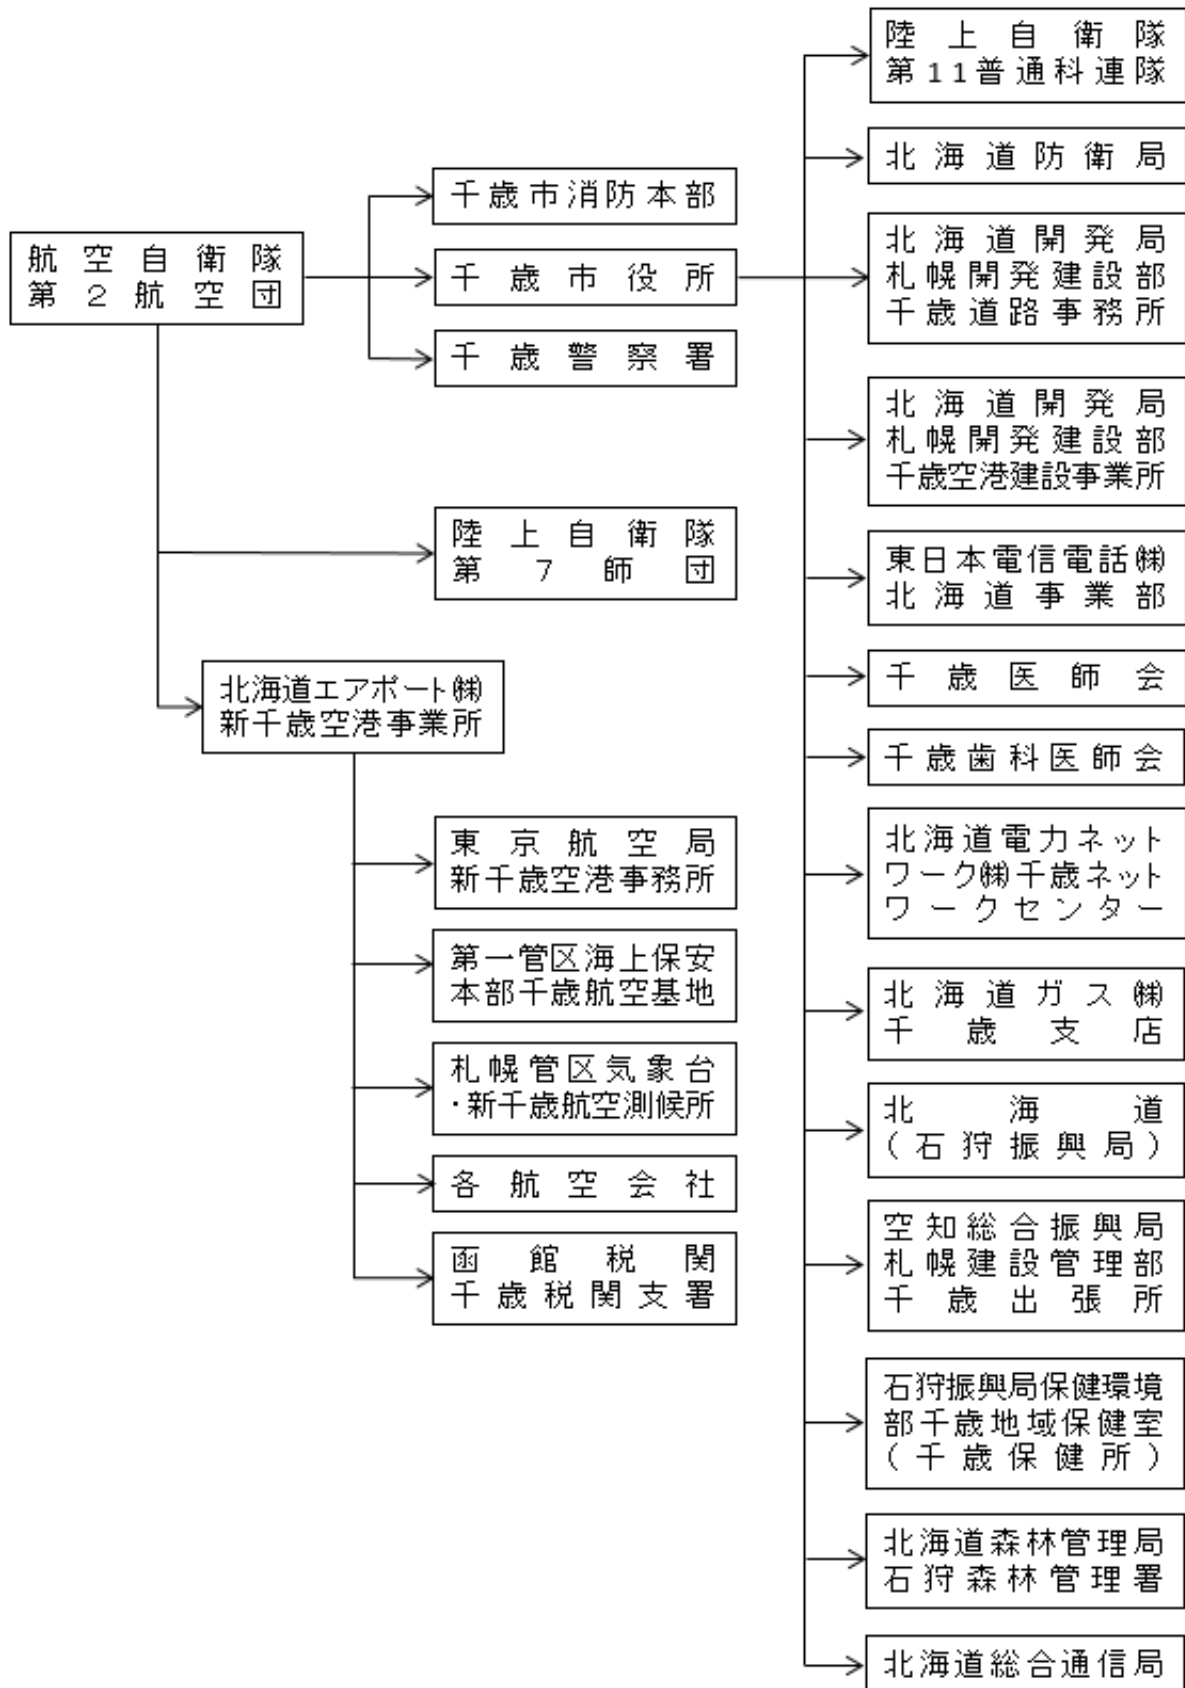 航空自衛隊
第2航空団
千歳市消防本部
千歳市役所
千歳警察署
陸上自衛隊
第7師団
北海道エアポート㈱
新千歳空港事業所
東京航空局
新千歳空港事務所
第一管区海上保安
本部千歳航空基地
札幌管区気象台
・新千歳航空測候所
各航空会社
函館税関
千歳税関支署
陸上自衛隊
第11普通科連隊
北海道防衛局
北海道開発局
札幌開発建設部
千歳道路事務所
北海道開発局
札幌開発建設部
千歳空港建設事業所
東日本電信電話㈱
北海道事業部
千歳医師会
千歳歯科医師会
北海道電力ネット
ワーク㈱千歳ネット
ワークセンター
北海道ガス㈱
千歳支店
北海道
(石狩振興局)
空知総合振興局
札幌建設管理部
千歳出張所
石狩振興局保健環境
部千歳地域保健室
(千歳保健所)
北海道森林管理局
石狩森林管理署
北海道総合通信局